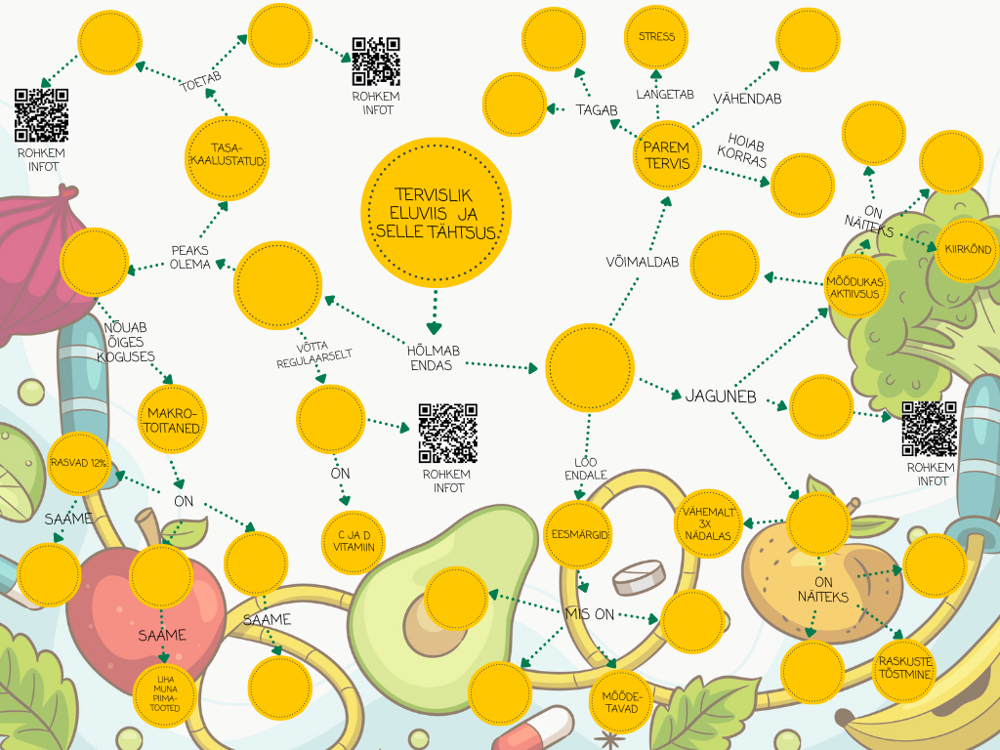 STRESS
TOETAB
ROHKEM
INFOT
LANGETAB
VÄHENDAB
TAGAB
ROHKEM
INFOT
TASA-
KAALUSTATUD
PAREM
TERVIS
HOIAB
KORRAS
TERVISLIK
ELUVIIS JA
SELLE TÄHTSUS.
ON
NÄITEKS
KIIRKÕND
PEAKS
OLEMA
VÕIMALDAB
MÕÕDUKAS
AKTIIVSUS
NÕUAB
ÕIGES
KOGUSES
VÕTTA
REGULAARSELT
HÕLMAB
ENDAS
JAGUNEB
MAKRO-
TOITANED
RASVAD 12%
ROHKEM
INFOT
LOO
ENDALE
ROHKEM
INFOT
ON
ON
SAAME
C JA D
VITAMIIN
EESMÄRGID
VÄHEMALT
3X
NÄDALAS
ON
NÄITEKS
MIS ON
SAAME
SAAME
LIHA
MUNA
PIIMA-
TOOTED
MÕÕDE-
TAVAD
RASKUSTE
TÕSTMINE